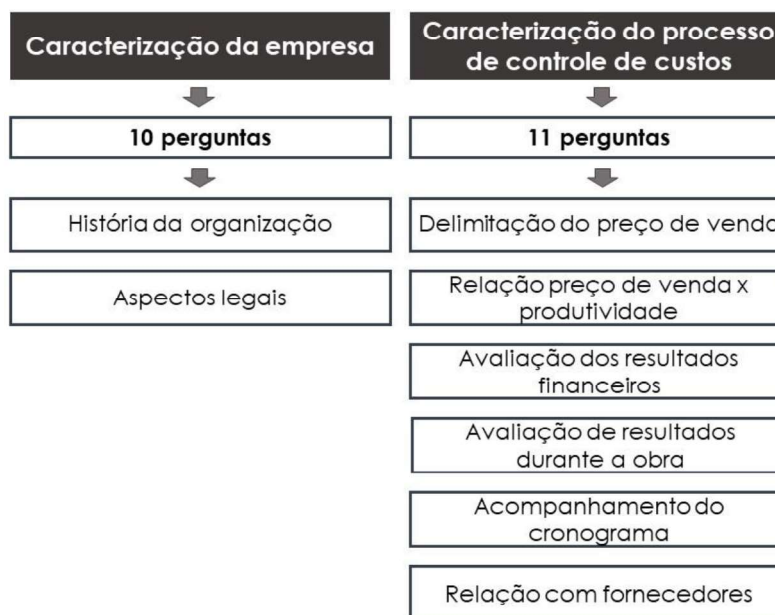 Caracterização da empresa
10 perguntas
História da organização
Aspectos legais
Caracterização do processo
de controle de custos
11 perguntas
Delimitação do preço de venda
Relação preço de venda x
produtividade
Avaliação dos resultados
financeiros
Avaliação de resultados
durante a obra
Acompanhamento do
cronograma
Relação com fornecedores